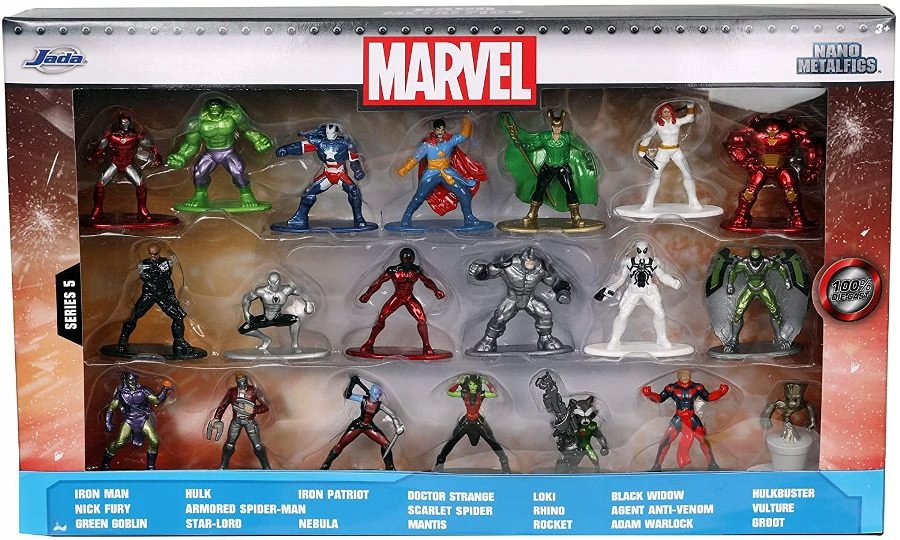 Jada
MARVEL
NANO
METALFIGS
3+
SERIES 5
100%
DIE-CAST
IRON MAN HULK IRON PATRIOT DOCTOR STRANGE LOKI BLACK WIDOW HULKBUSTER
NICK FURY ARMORED SPIDER-MAN SCARLET SPIDER RHINO AGENT ANTI-VENOM VULTURE
GREEN GOBLIN STAR-LORD NEBULA MANTIS ROCKET ADAM WARLOCK GROOT